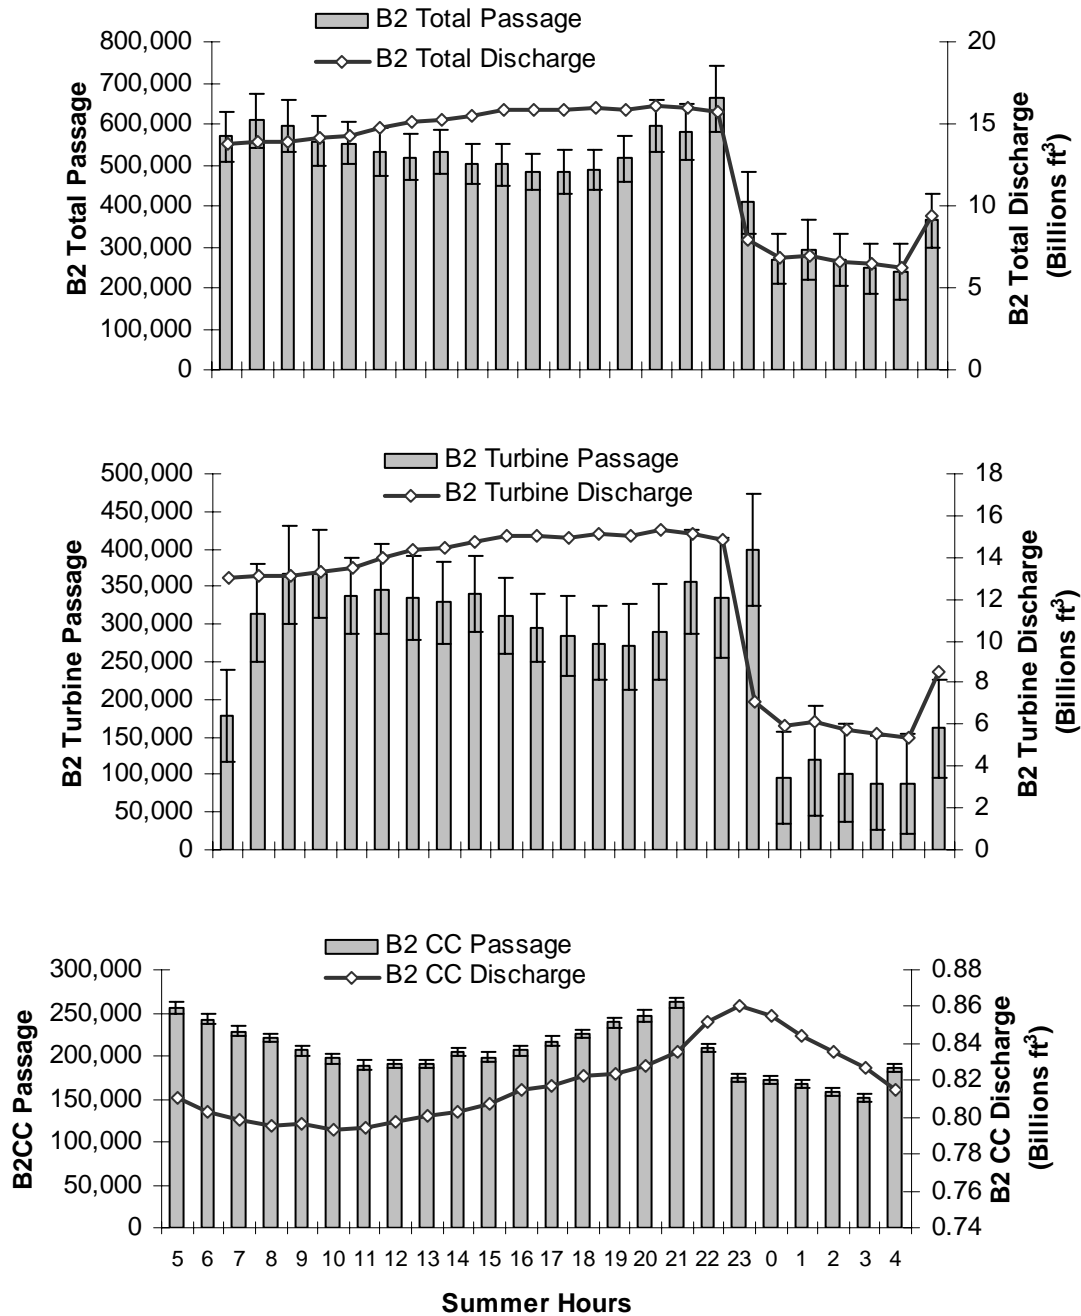 B2 Total Passage
B2 Total Discharge
800,000
700,000
600,000
500,000
400,000
300,000
200,000
100,000
0
B2 Total Passage
20
15
10
5
0
B2 Total Discharge
(Billions ft³)
B2 Turbine Passage
B2 Turbine Discharge
500,000
450,000
400,000
350,000
300,000
250,000
200,000
150,000
100,000
50,000
0
B2 Turbine Passage
18
16
14
12
10
8
6
4
2
0
B2 Turbine Discharge
(Billions ft³)
B2 CC Passage
B2 CC Discharge
300,000
250,000
200,000
150,000
100,000
50,000
0
B2CC Passage
0.88
0.86
0.84
0.82
0.80
0.78
0.76
0.74
B2 CC Discharge
(Billions ft³)
5 6 7 8 9 10 11 12 13 14 15 16 17 18 19 20 21 22 23 0 1 2 3 4
Summer Hours